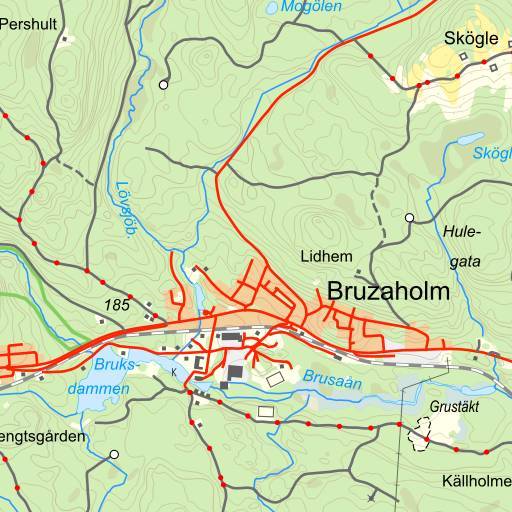 Mogölen
Pershult
Skögle
Skögl
Lövsjöb.
Hule-
gata
Lidhem
Bruzaholm
185
Bruks-
dammen
K
Brusaån
Grustäkt
engtsgården
Källholme